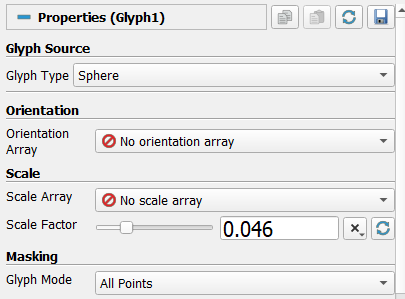 Properties (Glyph1)
Glyph Source
Glyph Type Sphere
Orientation
Orientation Array No orientation array
Scale
Scale Array No scale array
Scale Factor 0.046
Masking
Glyph Mode All Points